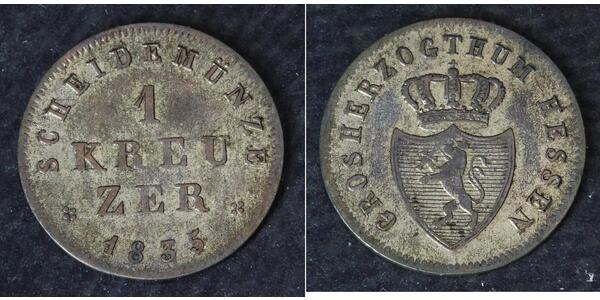 SCHEIDEMÜNZE
1
KREU
ZER
1835
GROSHERZOGTHUM HESSEN